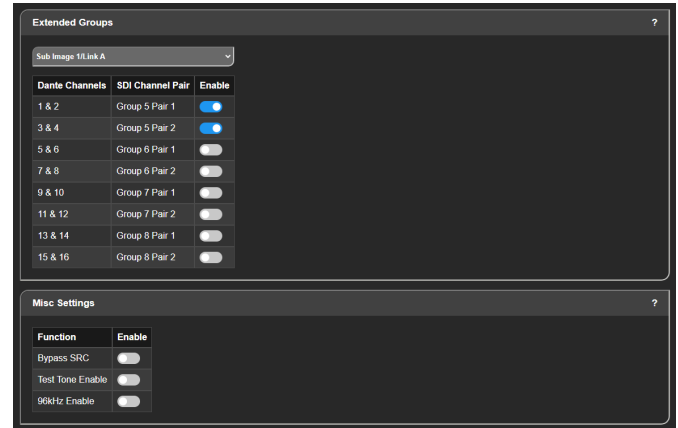 Extended Groups ?
Sub Image 1/Link A
Dante Channels SDI Channel Pair Enable
1 & 2 Group 5 Pair 1
3 & 4 Group 5 Pair 2
5 & 6 Group 6 Pair 1
7 & 8 Group 6 Pair 2
9 & 10 Group 7 Pair 1
11 & 12 Group 7 Pair 2
13 & 14 Group 8 Pair 1
15 & 16 Group 8 Pair 2
Misc Settings ?
Function Enable
Bypass SRC
Test Tone Enable
96kHz Enable